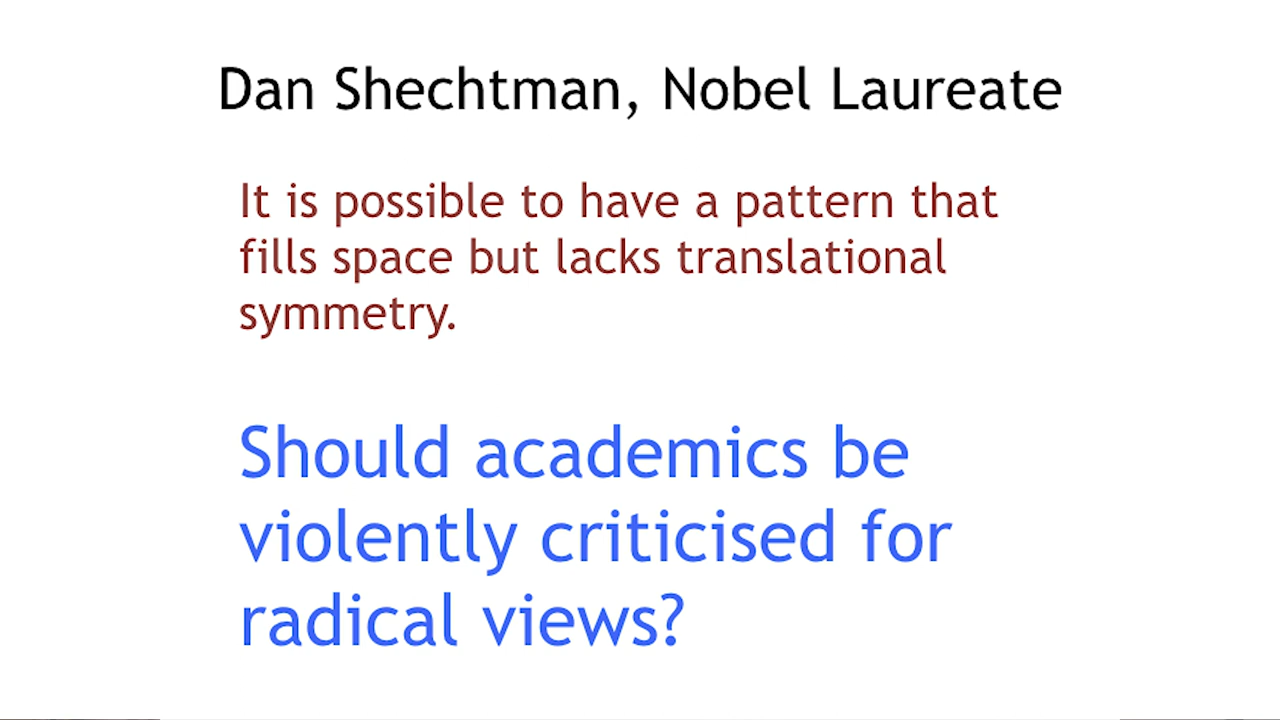 Dan Shechtman, Nobel Laureate
It is possible to have a pattern that
fills space but lacks translational
symmetry.
Should academics be
violently criticised for
radical views?